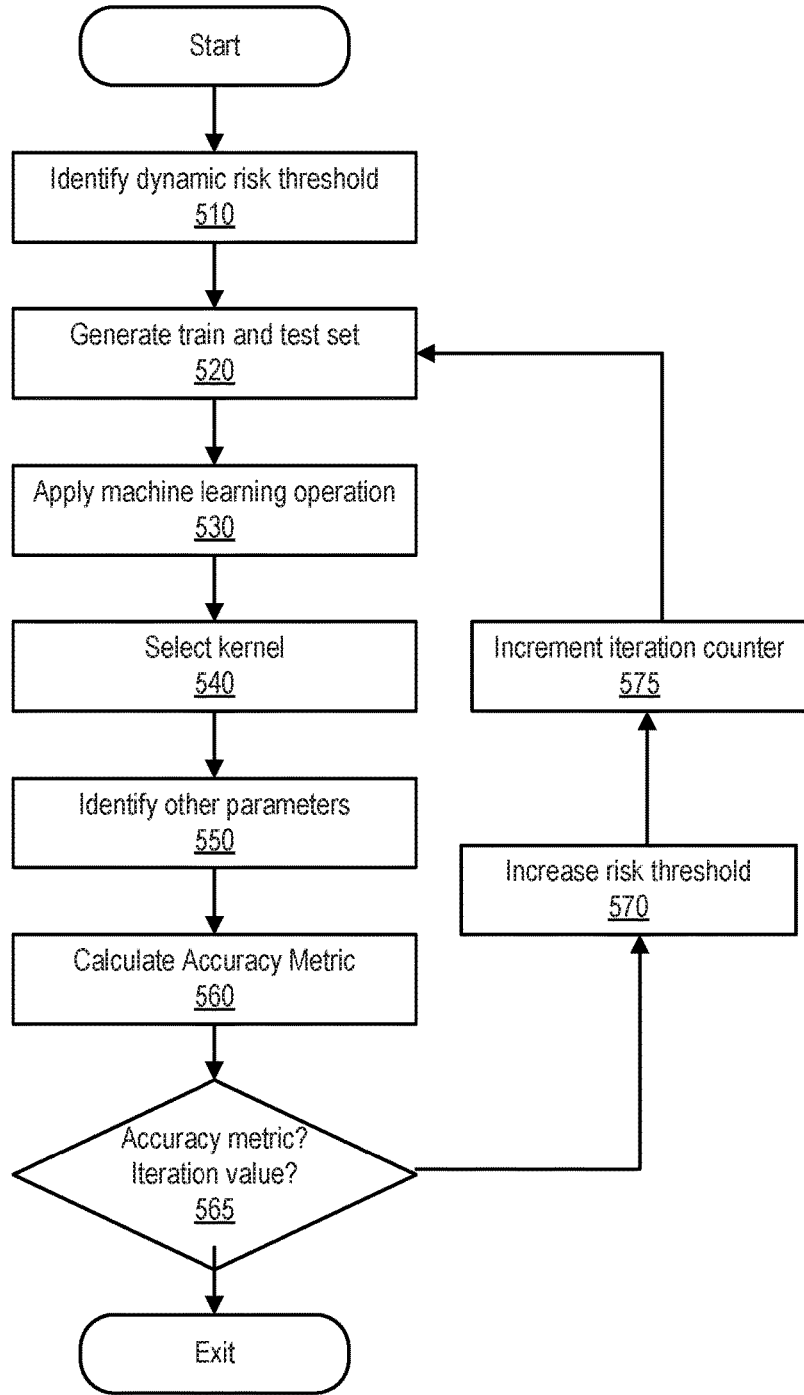 Start
Identify dynamic risk threshold
510
Generate train and test set
520
Apply machine learning operation
530
Select kernel
540
Increment iteration counter
575
Identify other parameters
550
Increase risk threshold
570
Calculate Accuracy Metric
560
Accuracy metric?
Iteration value?
565
Exit